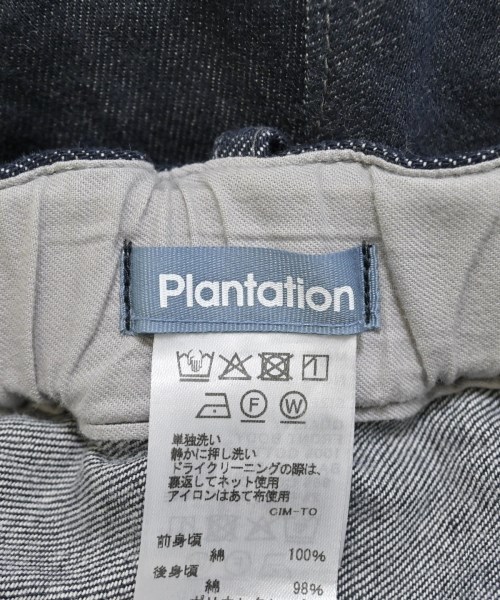 Plantation
F W
単独洗い
静かに押し洗い
ドライクリーニングの際は、
裏返してネット使用
アイロンはあて布使用
CIM-TO
前身頃
綿 100%
後身頃
綿 98%